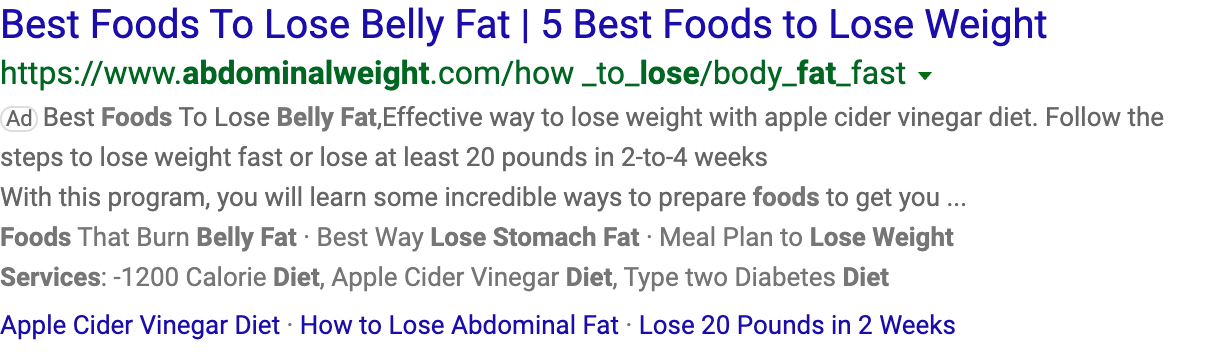 Best Foods To Lose Belly Fat | 5 Best Foods to Lose Weight
https://www.abdominalweight.com/how _to_lose/body_fat_fast
Ad Best Foods To Lose Belly Fat,Effective way to lose weight with apple cider vinegar diet. Follow the
steps to lose weight fast or lose at least 20 pounds in 2-to-4 weeks
With this program, you will learn some incredible ways to prepare foods to get you ...
Foods That Burn Belly Fat · Best Way Lose Stomach Fat · Meal Plan to Lose Weight
Services: -1200 Calorie Diet, Apple Cider Vinegar Diet, Type two Diabetes Diet
Apple Cider Vinegar Diet · How to Lose Abdominal Fat · Lose 20 Pounds in 2 Weeks